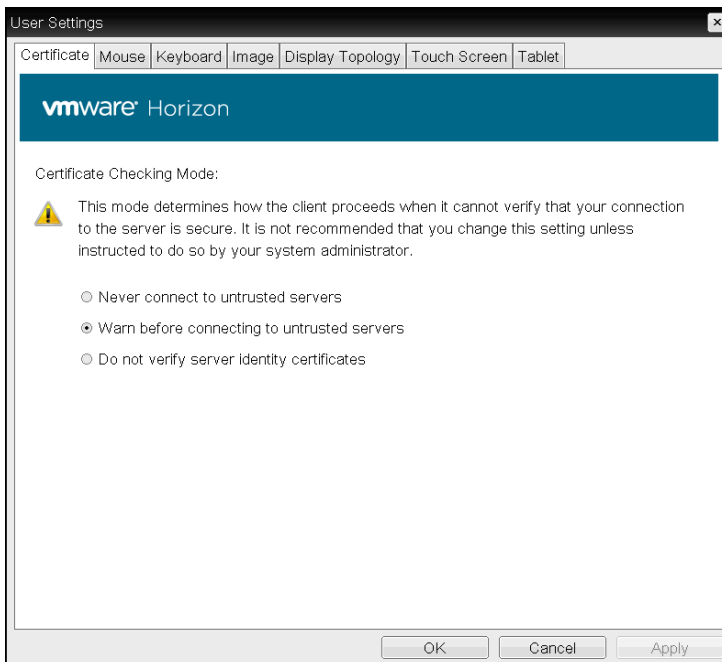 User Settings
Certificate Mouse Keyboard Image Display Topology Touch Screen Tablet
vmware Horizon
Certificate Checking Mode:
This mode determines how the client proceeds when it cannot verify that your connection
to the server is secure. It is not recommended that you change this setting unless
instructed to do so by your system administrator.
Never connect to untrusted servers
Warn before connecting to untrusted servers
Do not verify server identity certificates
OK Cancel Apply